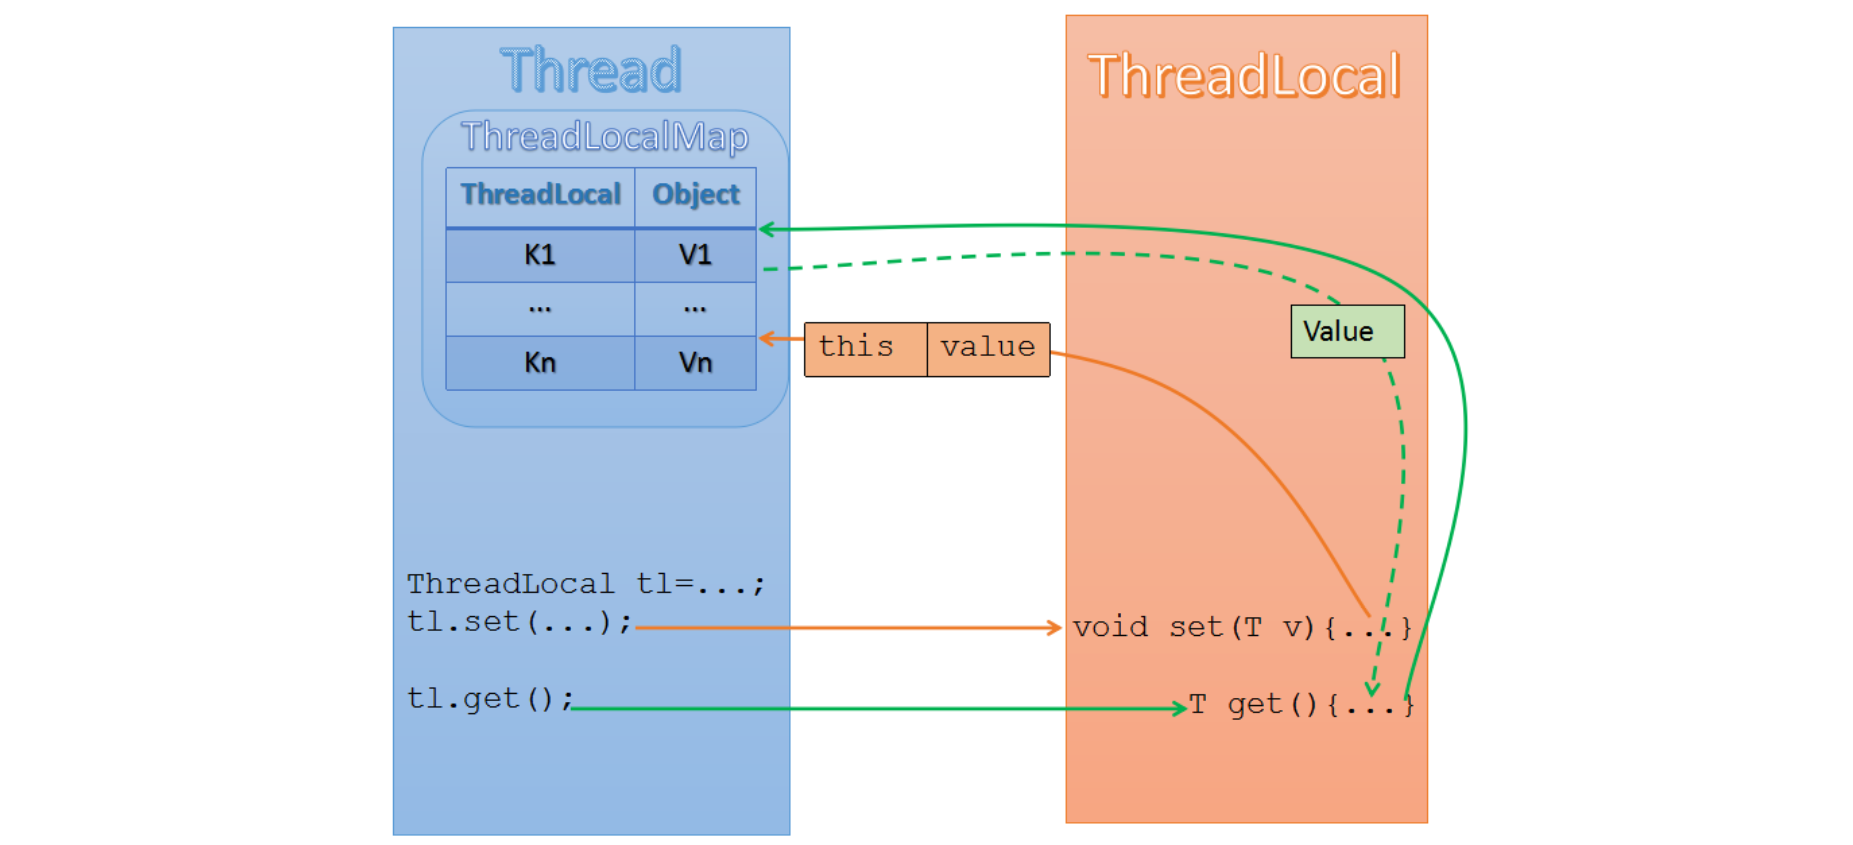 Thread
ThreadLocalMap
ThreadLocal Object
K1 V1
... ...
Kn Vn
ThreadLocal tl=...;
tl.set(...);
tl.get();
this value
ThreadLocal
Value
void set(T v){...}
T get(){...}